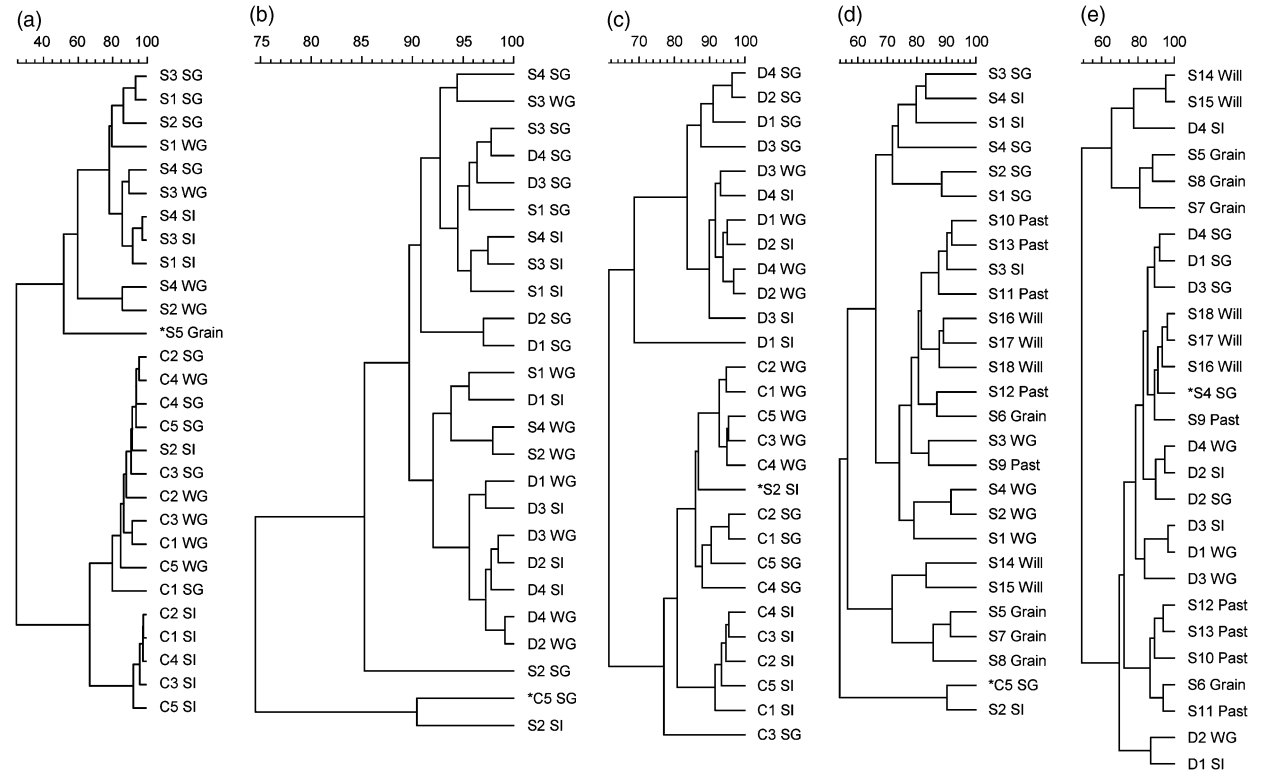 (a)
40 60 80 100
S3 SG
S1 SG
S2 SG
S1 WG
S4 SG
S3 WG
S4 SI
S3 SI
S1 SI
S4 WG
S2 WG
*S5 Grain
C2 SG
C4 WG
C4 SG
C5 SG
S2 SI
C3 SG
C2 WG
C3 WG
C1 WG
C5 WG
C1 SG
C2 SI
C1 SI
C4 SI
C3 SI
C5 SI
(b)
75 80 85 90 95 100
S4 SG
S3 WG
S3 SG
D4 SG
D3 SG
S1 SG
S4 SI
S3 SI
S1 SI
D2 SG
D1 SG
S1 WG
D1 SI
S4 WG
S2 WG
D1 WG
D3 SI
D3 WG
D2 SI
D4 SI
D4 WG
D2 WG
S2 SG
*C5 SG
S2 SI
(c)
70 80 90 100
D4 SG
D2 SG
D1 SG
D3 SG
D3 WG
D4 SI
D1 WG
D2 SI
D4 WG
D2 WG
D3 SI
D1 SI
C2 WG
C1 WG
C5 WG
C3 WG
C4 WG
*S2 SI
C2 SG
C1 SG
C5 SG
C4 SG
C4 SI
C3 SI
C2 SI
C5 SI
C1 SI
C3 SG
(d)
60 70 80 90 100
S3 SG
S4 SI
S1 SI
S4 SG
S2 SG
S1 SG
S10 Past
S13 Past
S3 SI
S11 Past
S16 Will
S17 Will
S18 Will
S12 Past
S6 Grain
S3 WG
S9 Past
S4 WG
S2 WG
S1 WG
S14 Will
S15 Will
S5 Grain
S7 Grain
S8 Grain
*C5 SG
S2 SI
(e)
60 80 100
S14 Will
S15 Will
D4 SI
S5 Grain
S8 Grain
S7 Grain
D4 SG
D1 SG
D3 SG
S18 Will
S17 Will
S16 Will
*S4 SG
S9 Past
D4 WG
D2 SI
D2 SG
D3 SI
D1 WG
D3 WG
S12 Past
S13 Past
S10 Past
S6 Grain
S11 Past
D2 WG
D1 SI